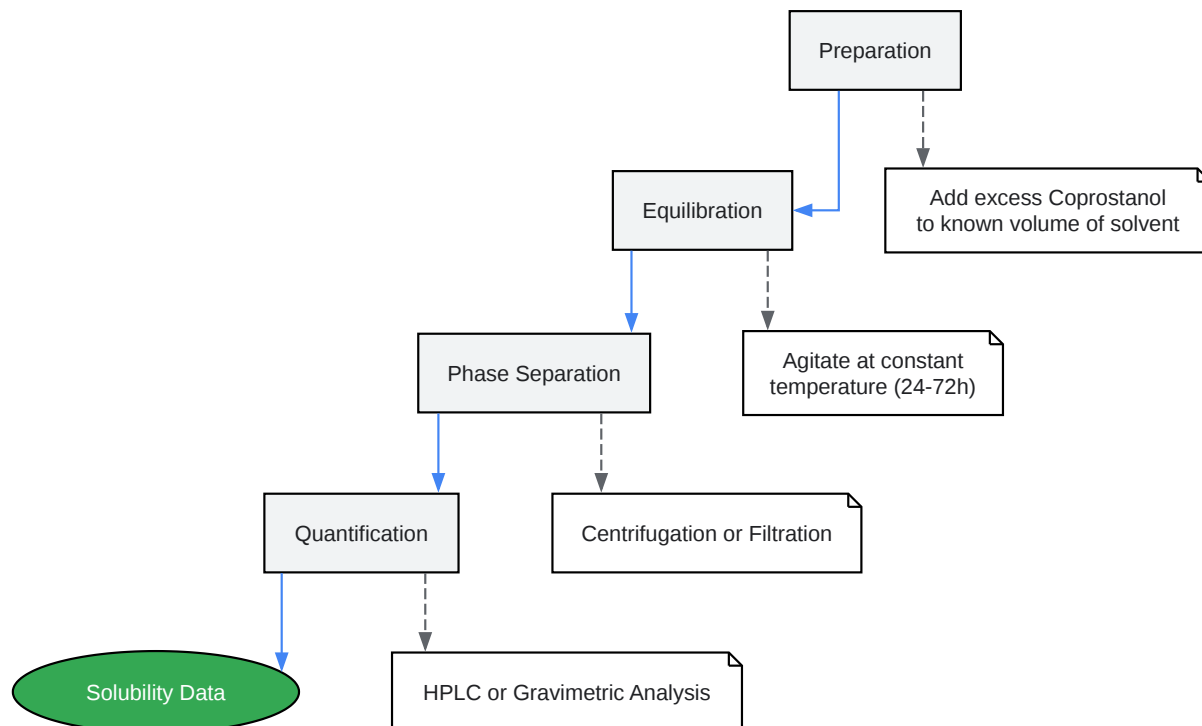 Preparation
Add excess Coprostanol
to known volume of solvent
Equilibration
Agitate at constant
temperature (24-72h)
Phase Separation
Centrifugation or Filtration
Quantification
HPLC or Gravimetric Analysis
Solubility Data